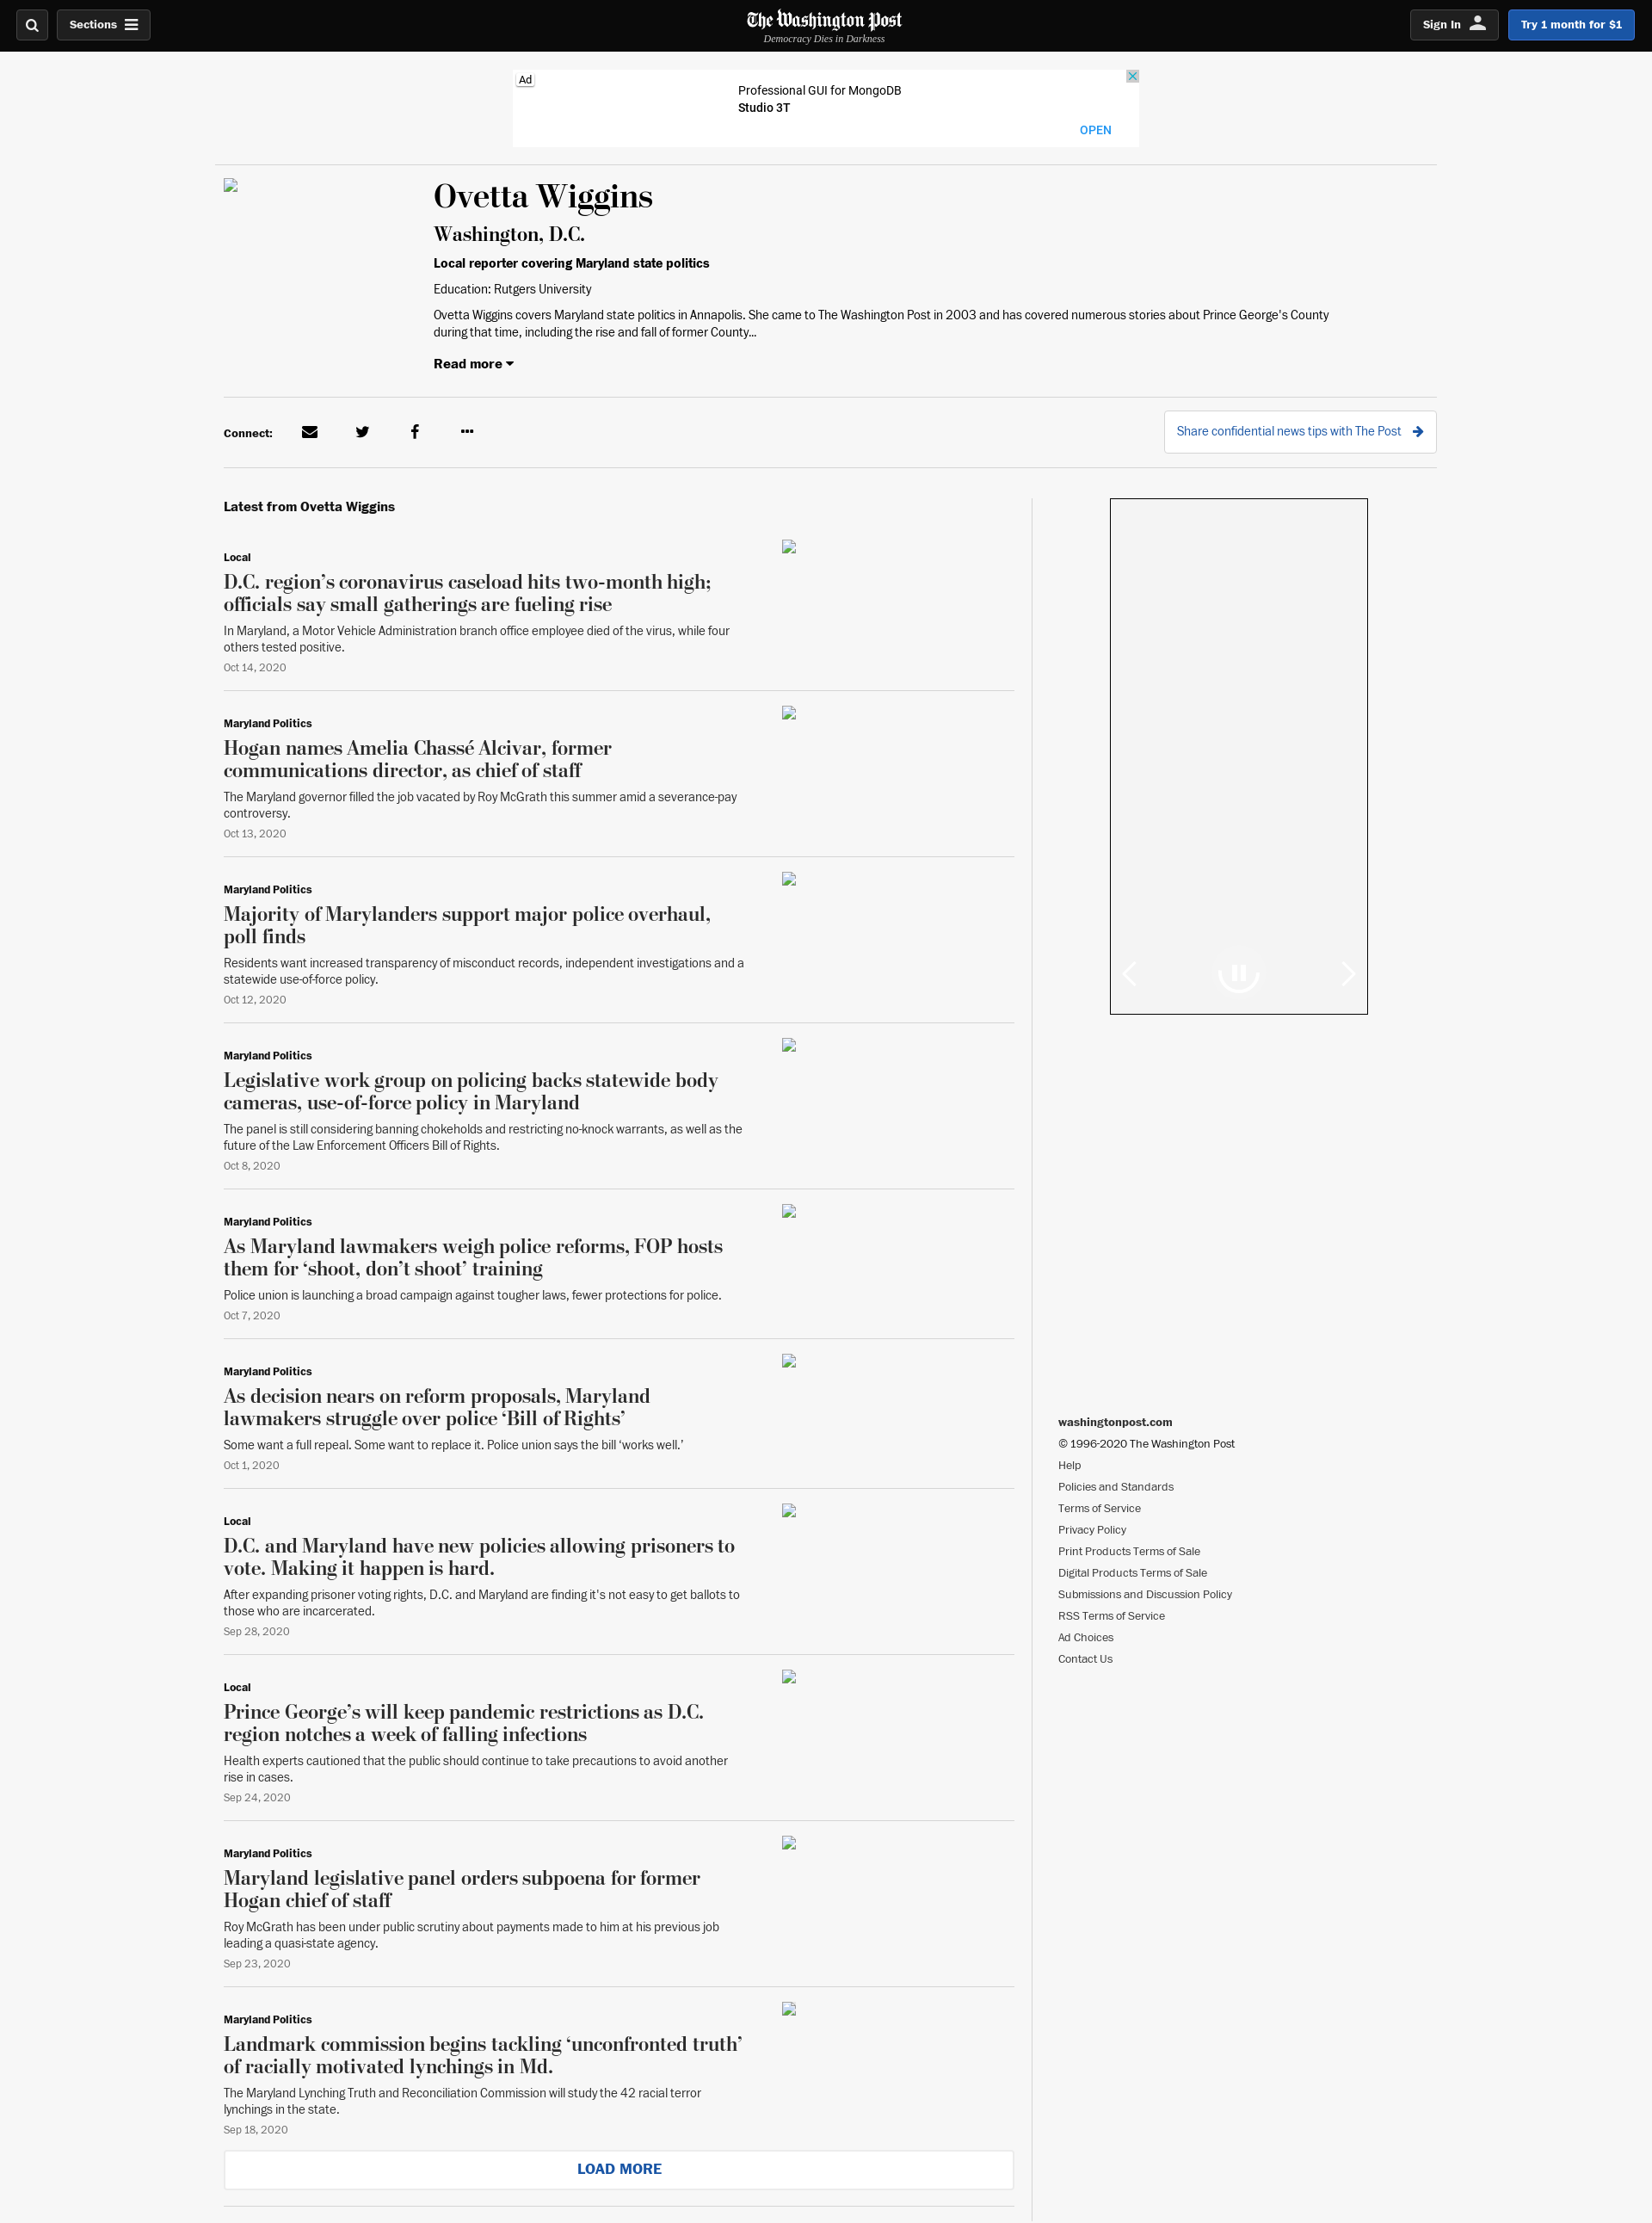 Sections
The Washington Post
Democracy Dies in Darkness
Sign In
Try 1 month for $1
Ad
Professional GUI for MongoDB
Studio 3T
OPEN
Ovetta Wiggins
Washington, D.C.
Local reporter covering Maryland state politics
Education: Rutgers University
Ovetta Wiggins covers Maryland state politics in Annapolis. She came to The Washington Post in 2003 and has covered numerous stories about Prince George's County
during that time, including the rise and fall of former County...
Read more
Connect:
Share confidential news tips with The Post
Latest from Ovetta Wiggins
Local
D.C. region’s coronavirus caseload hits two-month high;
officials say small gatherings are fueling rise
In Maryland, a Motor Vehicle Administration branch office employee died of the virus, while four
others tested positive.
Oct 14, 2020
Maryland Politics
Hogan names Amelia Chassé Alcivar, former
communications director, as chief of staff
The Maryland governor filled the job vacated by Roy McGrath this summer amid a severance-pay
controversy.
Oct 13, 2020
Maryland Politics
Majority of Marylanders support major police overhaul,
poll finds
Residents want increased transparency of misconduct records, independent investigations and a
statewide use-of-force policy.
Oct 12, 2020
Maryland Politics
Legislative work group on policing backs statewide body
cameras, use-of-force policy in Maryland
The panel is still considering banning chokeholds and restricting no-knock warrants, as well as the
future of the Law Enforcement Officers Bill of Rights.
Oct 8, 2020
Maryland Politics
As Maryland lawmakers weigh police reforms, FOP hosts
them for ‘shoot, don’t shoot’ training
Police union is launching a broad campaign against tougher laws, fewer protections for police.
Oct 7, 2020
Maryland Politics
As decision nears on reform proposals, Maryland
lawmakers struggle over police ‘Bill of Rights’
Some want a full repeal. Some want to replace it. Police union says the bill ‘works well.’
Oct 1, 2020
Local
D.C. and Maryland have new policies allowing prisoners to
vote. Making it happen is hard.
After expanding prisoner voting rights, D.C. and Maryland are finding it's not easy to get ballots to
those who are incarcerated.
Sep 28, 2020
Local
Prince George’s will keep pandemic restrictions as D.C.
region notches a week of falling infections
Health experts cautioned that the public should continue to take precautions to avoid another
rise in cases.
Sep 24, 2020
Maryland Politics
Maryland legislative panel orders subpoena for former
Hogan chief of staff
Roy McGrath has been under public scrutiny about payments made to him at his previous job
leading a quasi-state agency.
Sep 23, 2020
Maryland Politics
Landmark commission begins tackling ‘unconfronted truth’
of racially motivated lynchings in Md.
The Maryland Lynching Truth and Reconciliation Commission will study the 42 racial terror
lynchings in the state.
Sep 18, 2020
LOAD MORE
washingtonpost.com
© 1996-2020 The Washington Post
Help
Policies and Standards
Terms of Service
Privacy Policy
Print Products Terms of Sale
Digital Products Terms of Sale
Submissions and Discussion Policy
RSS Terms of Service
Ad Choices
Contact Us